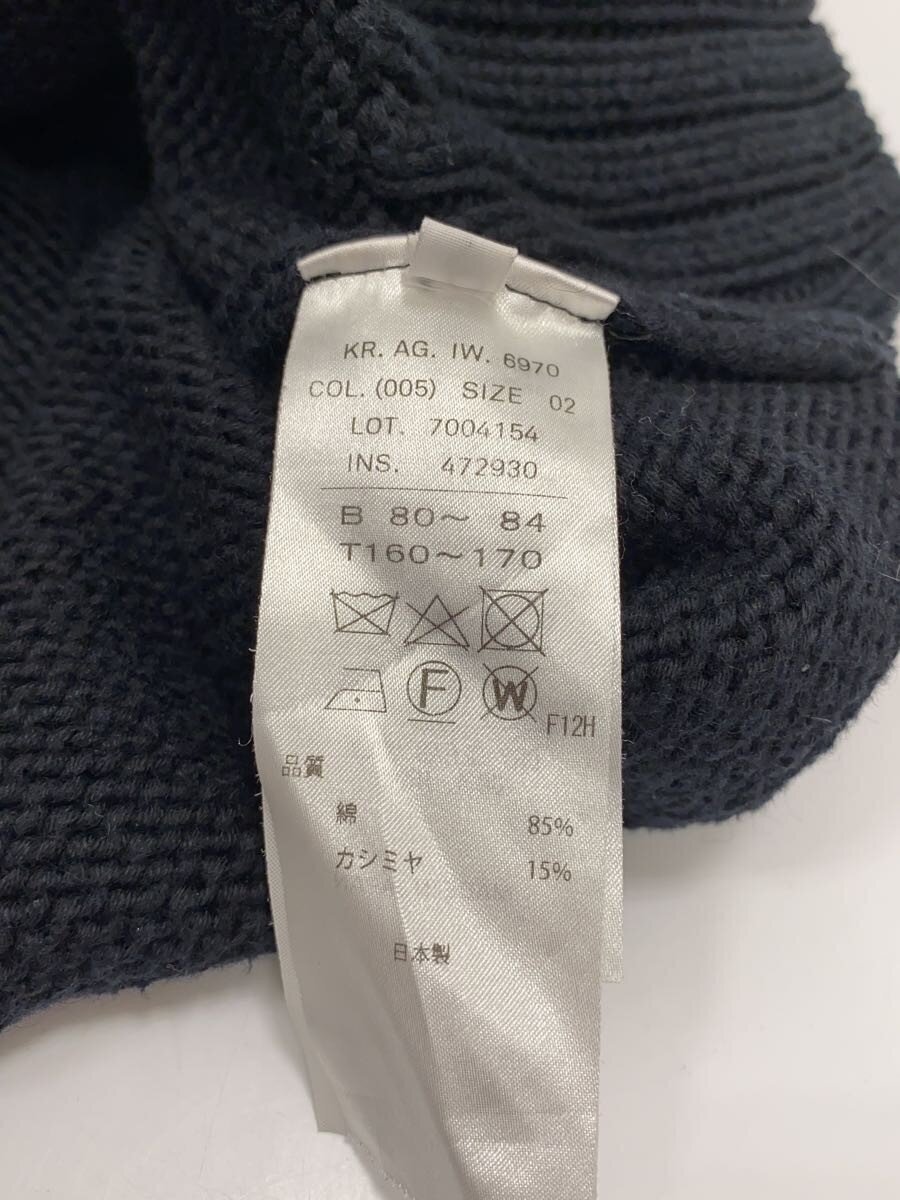 KR. AG. IW. 6970
COL. (005) SIZE 02
LOT. 7004154
INS. 472930
B 80～ 84
T160～170
F W F12H
品質
綿 85%
カシミヤ 15%
日本製